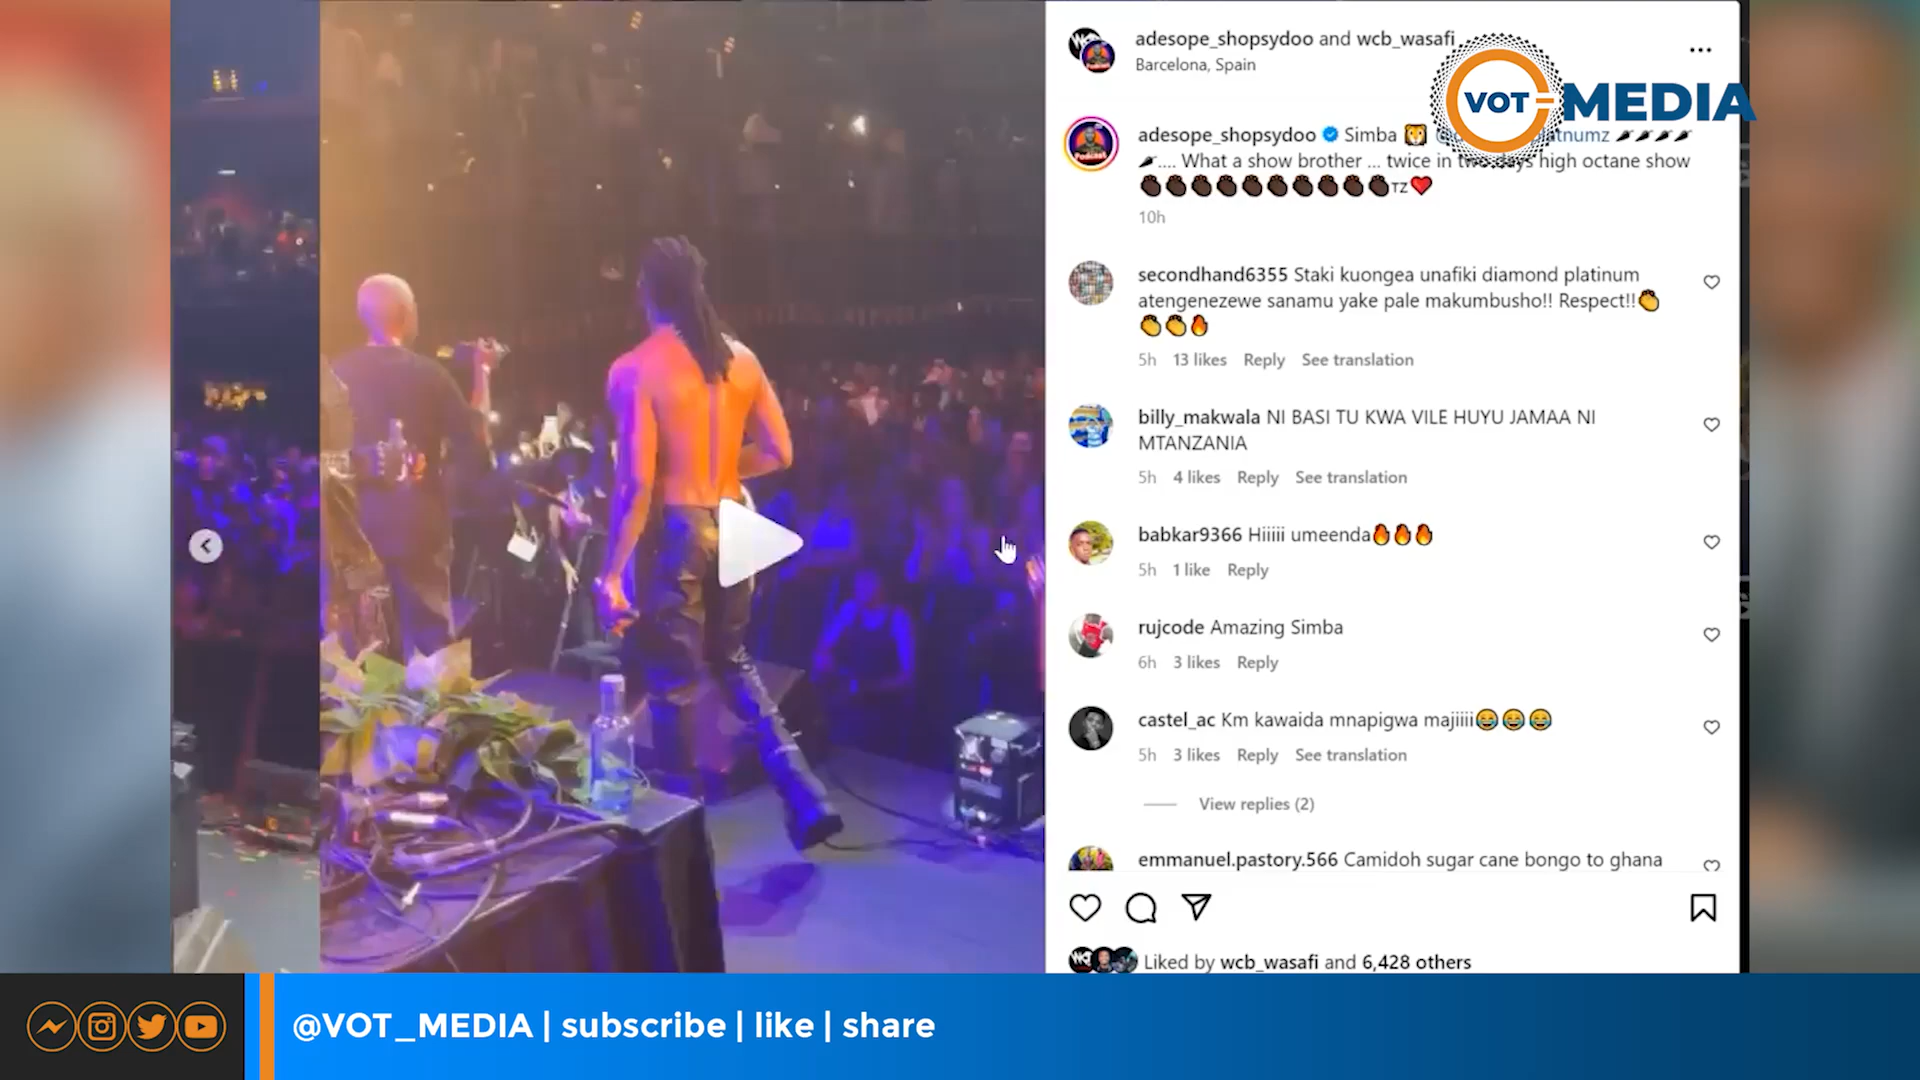 adesope_shopsydoo and wcb_wasafi
Barcelona, Spain
VOT MEDIA
adesope_shopsydoo Simba tnumz
.... What a show brother ... twice in two days high octane show
TZ
10h
secondhand6355 Staki kuongea unafiki diamond platinum
atengenezewe sanamu yake pale makumbusho!! Respect!!
5h 13 likes Reply See translation
billy_makwala NI BASI TU KWA VILE HUYU JAMAA NI
MTANZANIA
5h 4 likes Reply See translation
babkar9366 Hiiiii umeenda
5h 1 like Reply
rujcode Amazing Simba
6h 3 likes Reply
castel_ac Km kawaida mnapigwa majiiii
5h 3 likes Reply See translation
View replies (2)
emmanuel.pastory.566 Camidoh sugar cane bongo to ghana
Liked by wcb_wasafi and 6,428 others
@VOT_MEDIA | subscribe | like | share